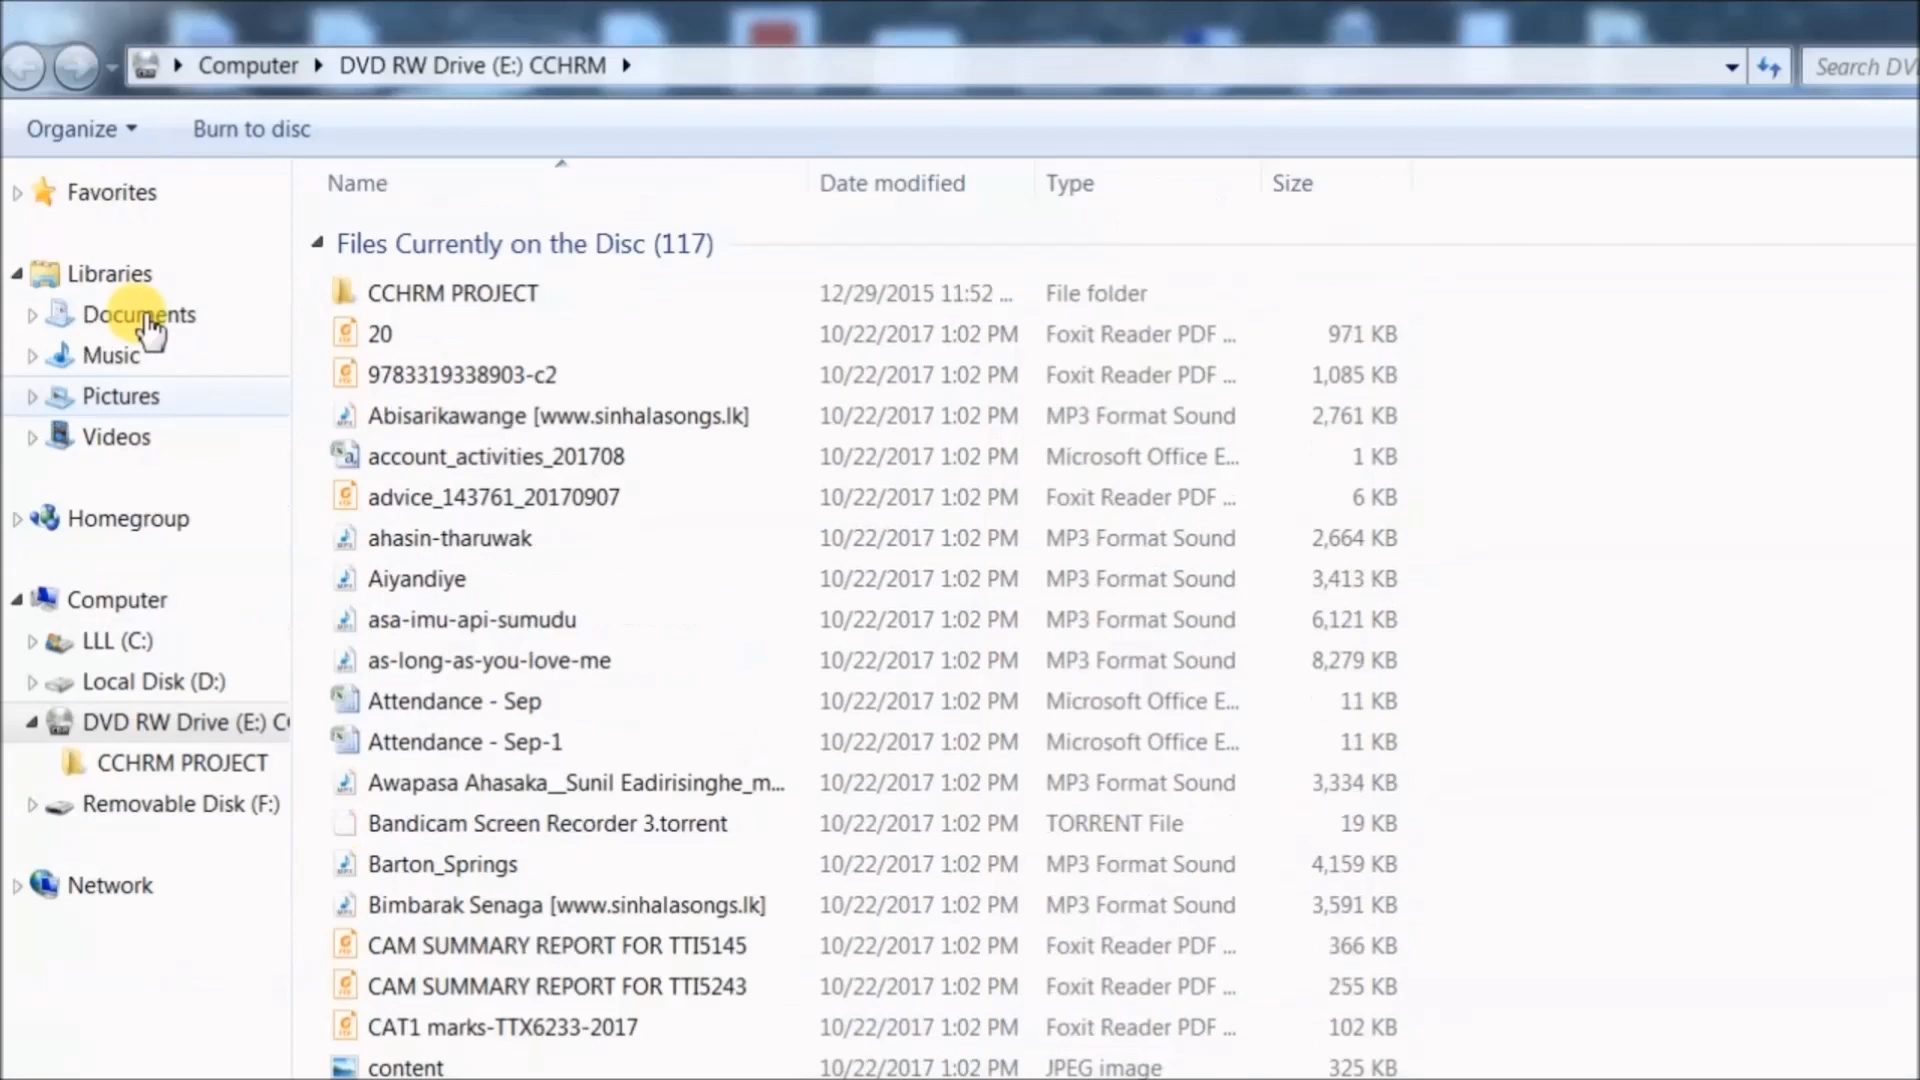 Computer DVD RW Drive (E:) CCHRM Search DV
Organize Burn to disc
Favorites
Libraries
Documents
Music
Pictures
Videos
Homegroup
Computer
LLL (C:)
Local Disk (D:)
DVD RW Drive (E:) C
CCHRM PROJECT
Removable Disk (F:)
Network
Name Date modified Type Size
Files Currently on the Disc (117)
CCHRM PROJECT 12/29/2015 11:52 ... File folder
20 10/22/2017 1:02 PM Foxit Reader PDF ... 971 KB
9783319338903-c2 10/22/2017 1:02 PM Foxit Reader PDF ... 1,085 KB
Abisarikawange [www.sinhalasongs.lk] 10/22/2017 1:02 PM MP3 Format Sound 2,761 KB
account_activities_201708 10/22/2017 1:02 PM Microsoft Office E... 1 KB
advice_143761_20170907 10/22/2017 1:02 PM Foxit Reader PDF ... 6 KB
ahasin-tharuwak 10/22/2017 1:02 PM MP3 Format Sound 2,664 KB
Aiyandiye 10/22/2017 1:02 PM MP3 Format Sound 3,413 KB
asa-imu-api-sumudu 10/22/2017 1:02 PM MP3 Format Sound 6,121 KB
as-long-as-you-love-me 10/22/2017 1:02 PM MP3 Format Sound 8,279 KB
Attendance - Sep 10/22/2017 1:02 PM Microsoft Office E... 11 KB
Attendance - Sep-1 10/22/2017 1:02 PM Microsoft Office E... 11 KB
Awapasa Ahasaka__Sunil Eadirisinghe_m... 10/22/2017 1:02 PM MP3 Format Sound 3,334 KB
Bandicam Screen Recorder 3.torrent 10/22/2017 1:02 PM TORRENT File 19 KB
Barton_Springs 10/22/2017 1:02 PM MP3 Format Sound 4,159 KB
Bimbarak Senaga [www.sinhalasongs.lk] 10/22/2017 1:02 PM MP3 Format Sound 3,591 KB
CAM SUMMARY REPORT FOR TTI5145 10/22/2017 1:02 PM Foxit Reader PDF ... 366 KB
CAM SUMMARY REPORT FOR TTI5243 10/22/2017 1:02 PM Foxit Reader PDF ... 255 KB
CAT1 marks-TTX6233-2017 10/22/2017 1:02 PM Foxit Reader PDF ... 102 KB
content 10/22/2017 1:02 PM JPEG image 325 KB